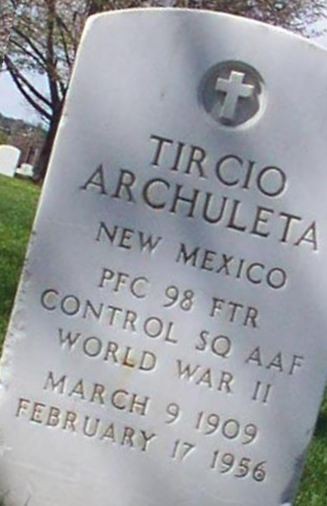 TIRCIO
ARCHULETA
NEW MEXICO
PFC 98 FTR
CONTROL SQ AAF
WORLD WAR II
MARCH 9 1909
FEBRUARY 17 1956